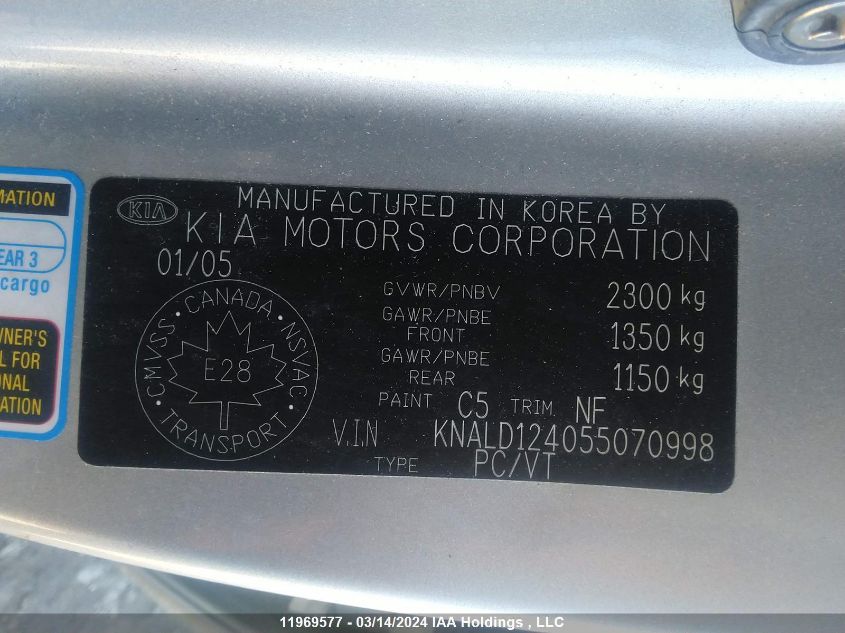 MATION
EAR 3
cargo
WNER'S
L FOR
ONAL
ATION
KIA
MANUFACTURED IN KOREA BY
KIA MOTORS CORPORATION
01/05
CMVSS · CANADA · NSVAC · TRANSPORT ·
E28
GVWR/PNBV 2300 kg
GAWR/PNBE
FRONT 1350 kg
GAWR/PNBE
REAR 1150 kg
PAINT C5 TRIM NF
V.I.N KNALD124055070998
TYPE PC/VT
11969577 - 03/14/2024 IAA Holdings , LLC